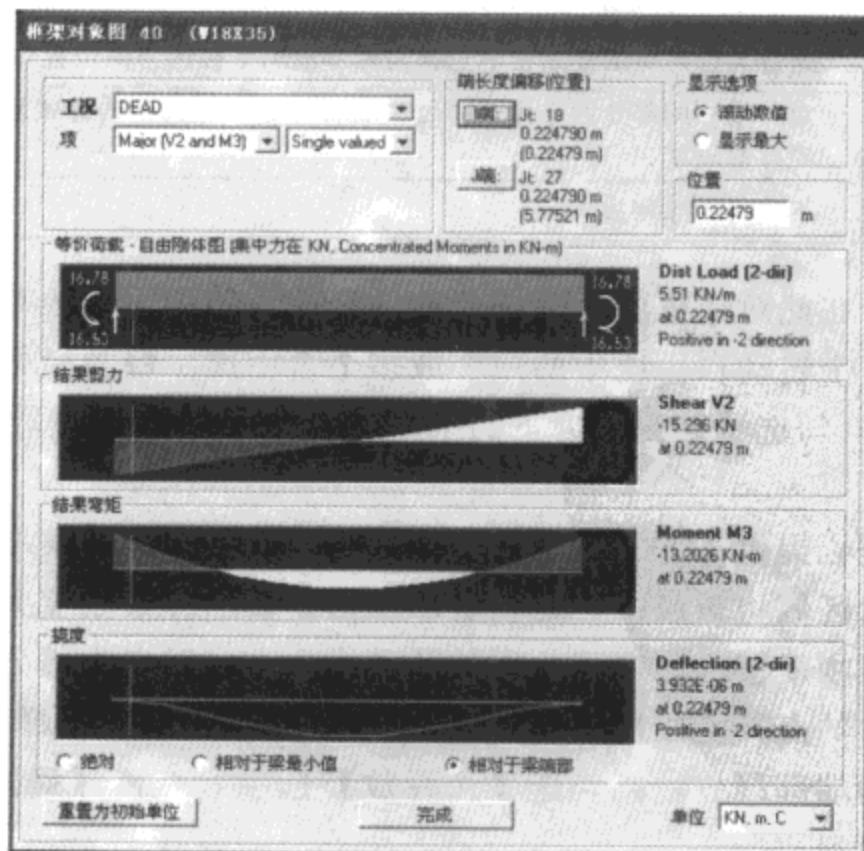 框架对象图 40 (W18X35)
工况 DEAD
项 Major (V2 and M3) Single valued
端长度偏移(位置)
I端: Jt: 18
0.224790 m
(0.22479 m)
J端: Jt: 27
0.224790 m
(5.77521 m)
显示选项
滚动数值
显示最大
位置
0.22479 m
等价荷载 - 自由刚体图 (集中力在 KN, Concentrated Moments in KN-m)
16.78 16.78
16.53 16.53
Dist Load (2-dir)
5.51 KN/m
at 0.22479 m
Positive in -2 direction
结果剪力
Shear V2
-15.296 KN
at 0.22479 m
结果弯矩
Moment M3
-13.2026 KN-m
at 0.22479 m
挠度
Deflection (2-dir)
3.932E-06 m
at 0.22479 m
Positive in -2 direction
绝对 相对于梁最小值 相对于梁端部
重置为初始单位 完成 单位 KN, m, C